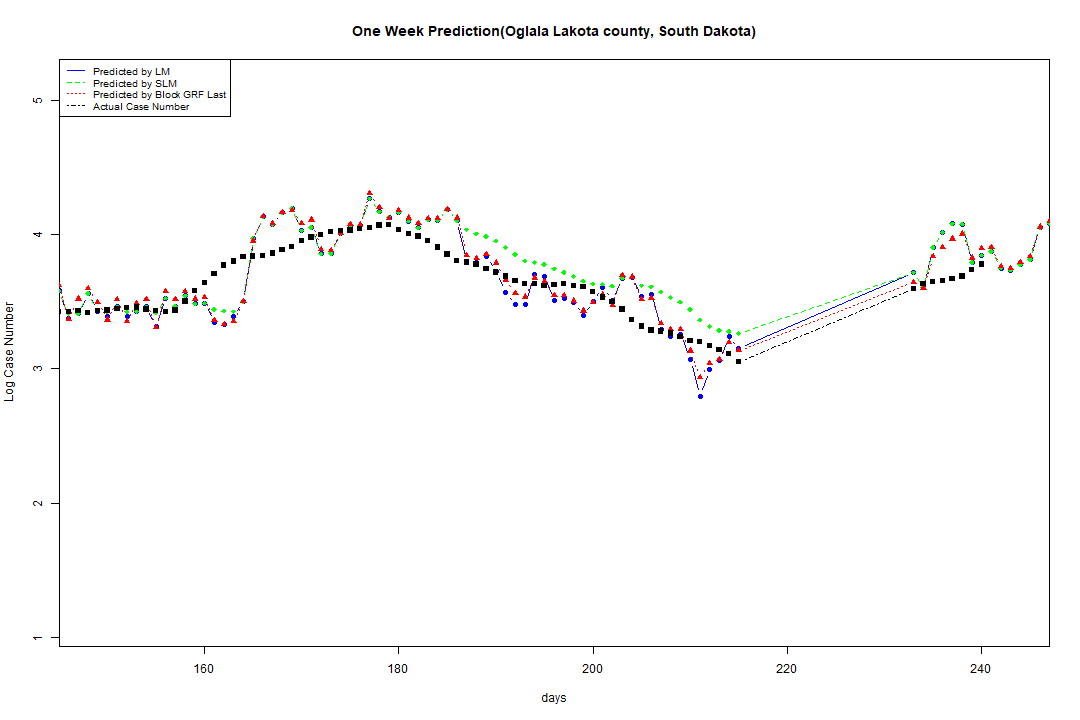 One Week Prediction(Oglala Lakota county, South Dakota)
Predicted by LM
Predicted by SLM
Predicted by Block GRF Last
Actual Case Number
5
4
3
2
1
Log Case Number
160 180 200 220 240
days